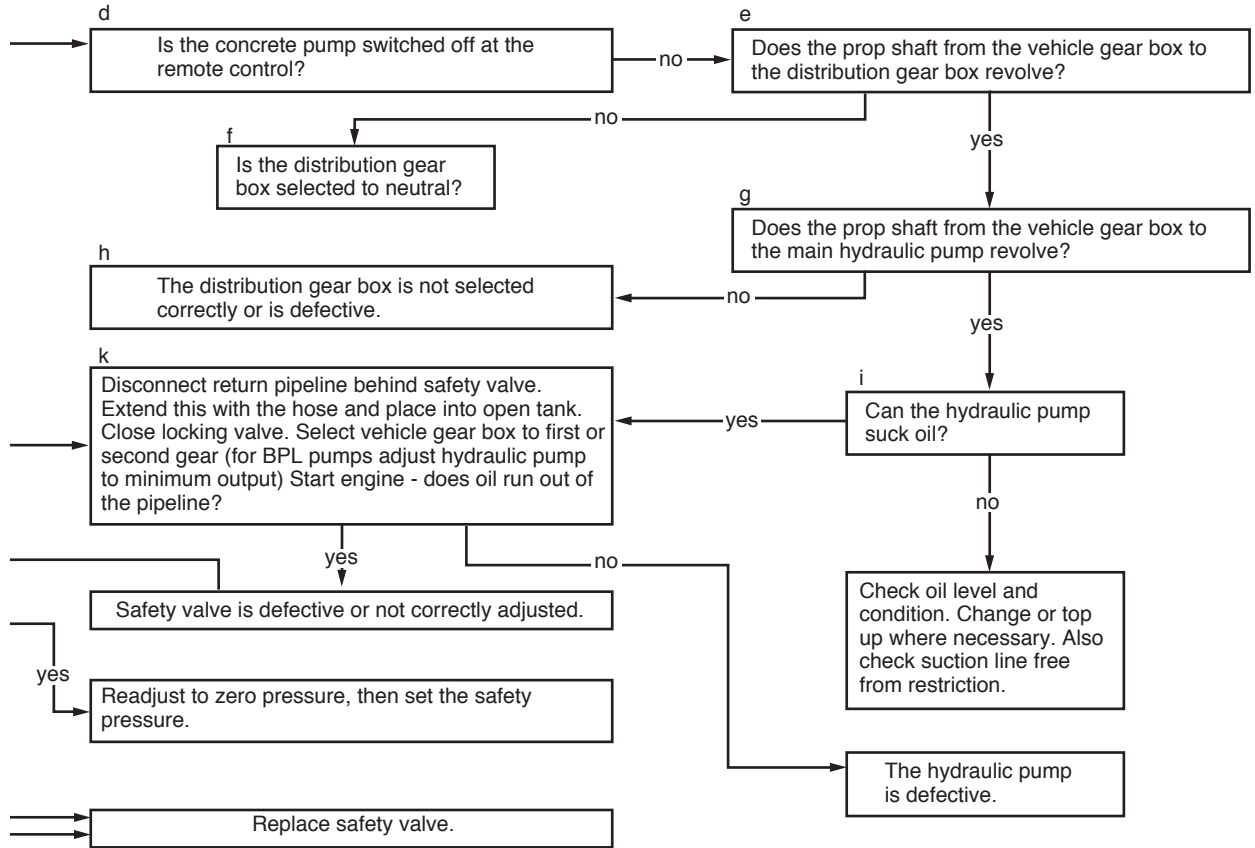 d
Is the concrete pump switched off at the
remote control?
no
e
Does the prop shaft from the vehicle gear box to
the distribution gear box revolve?
no
yes
f
Is the distribution gear
box selected to neutral?
g
Does the prop shaft from the vehicle gear box to
the main hydraulic pump revolve?
h
The distribution gear box is not selected
correctly or is defective.
no
yes
k
Disconnect return pipeline behind safety valve.
Extend this with the hose and place into open tank.
Close locking valve. Select vehicle gear box to first or
second gear (for BPL pumps adjust hydraulic pump
to minimum output) Start engine - does oil run out of
the pipeline?
yes
i
Can the hydraulic pump
suck oil?
no
yes
no
Safety valve is defective or not correctly adjusted.
Check oil level and
condition. Change or top
up where necessary. Also
check suction line free
from restriction.
yes
Readjust to zero pressure, then set the safety
pressure.
The hydraulic pump
is defective.
Replace safety valve.